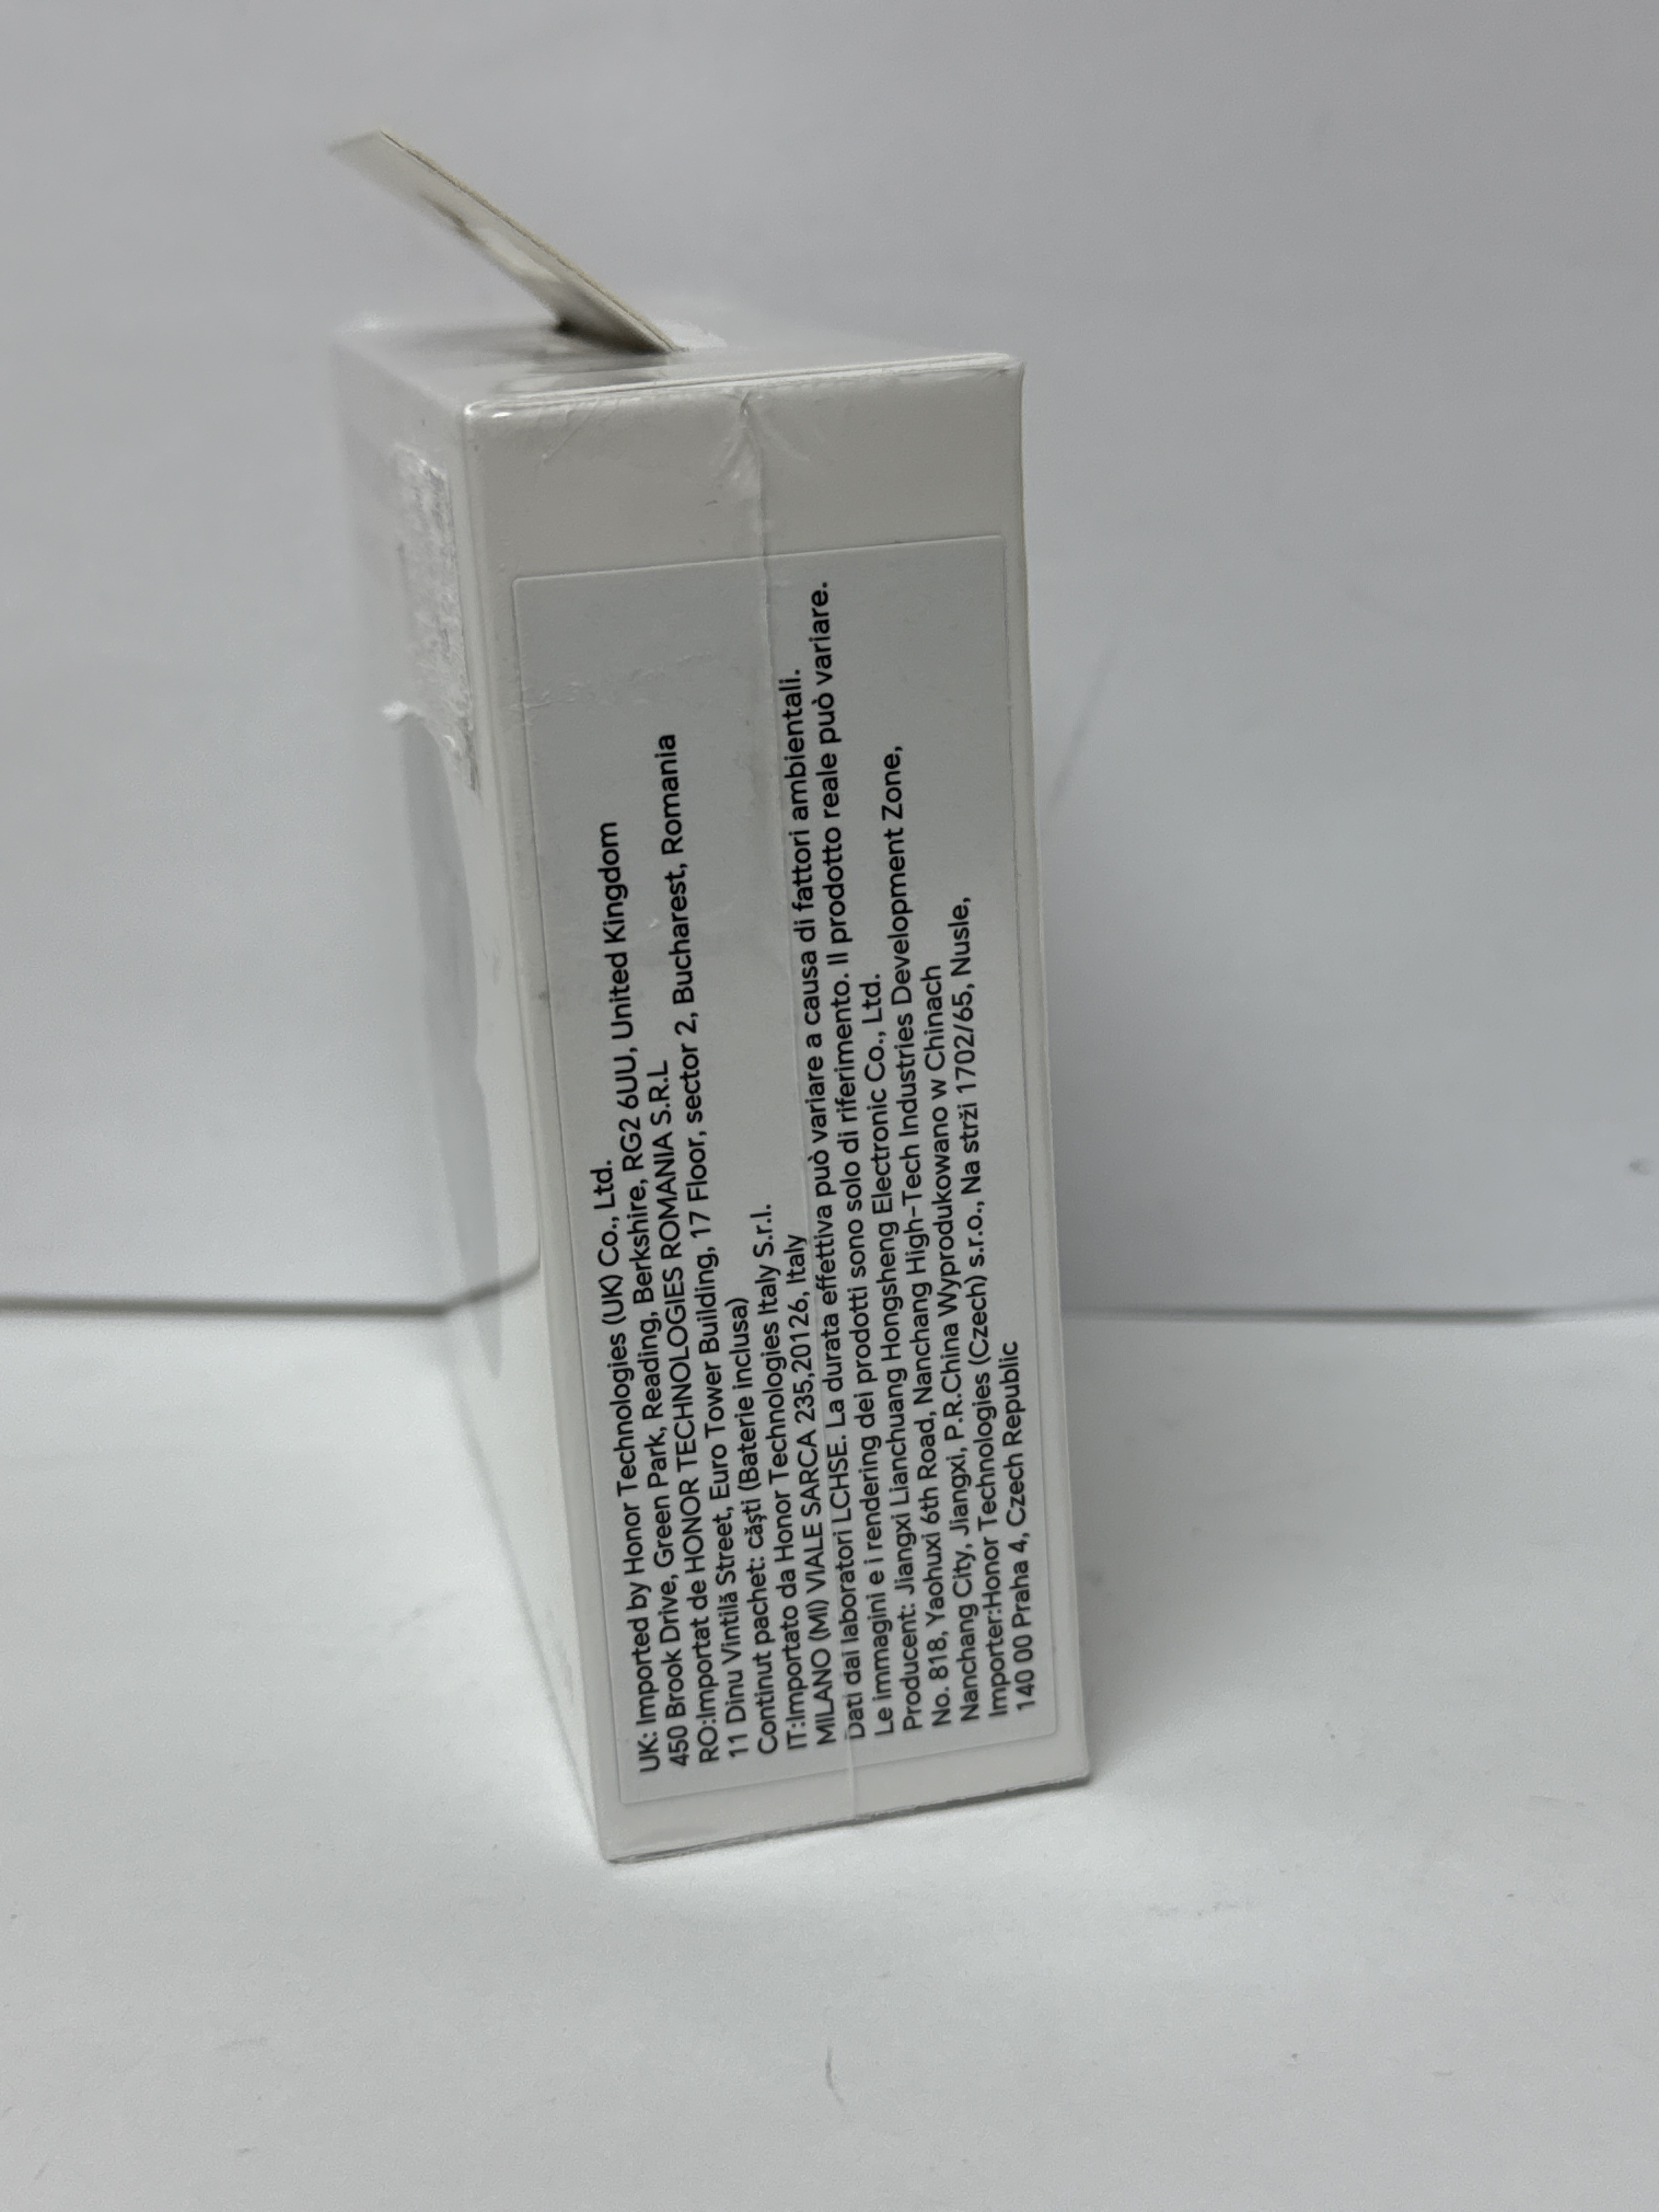 UK: Imported by Honor Technologies (UK) Co., Ltd.
450 Brook Drive, Green Park, Reading, Berkshire, RG2 6UU, United Kingdom
RO:Importat de HONOR TECHNOLOGIES ROMANIA S.R.L
11 Dinu Vintilă Street, Euro Tower Building, 17 Floor, sector 2, Bucharest, Romania
Continut pachet: căști (Baterie inclusa)
IT:Importato da Honor Technologies Italy S.r.l.
MILANO (MI) VIALE SARCA 235,20126, Italy
Dati dai laboratori LCHSE. La durata effettiva può variare a causa di fattori ambientali.
Le immagini e i rendering dei prodotti sono solo di riferimento. Il prodotto reale può variare.
Producent: Jiangxi Lianchuang Hongsheng Electronic Co., Ltd.
No. 818, Yaohuxi 6th Road, Nanchang High-Tech Industries Development Zone,
Nanchang City, Jiangxi, P.R.China Wyprodukowano w Chinach
Importer:Honor Technologies (Czech) s.r.o., Na strži 1702/65, Nusle,
140 00 Praha 4, Czech Republic